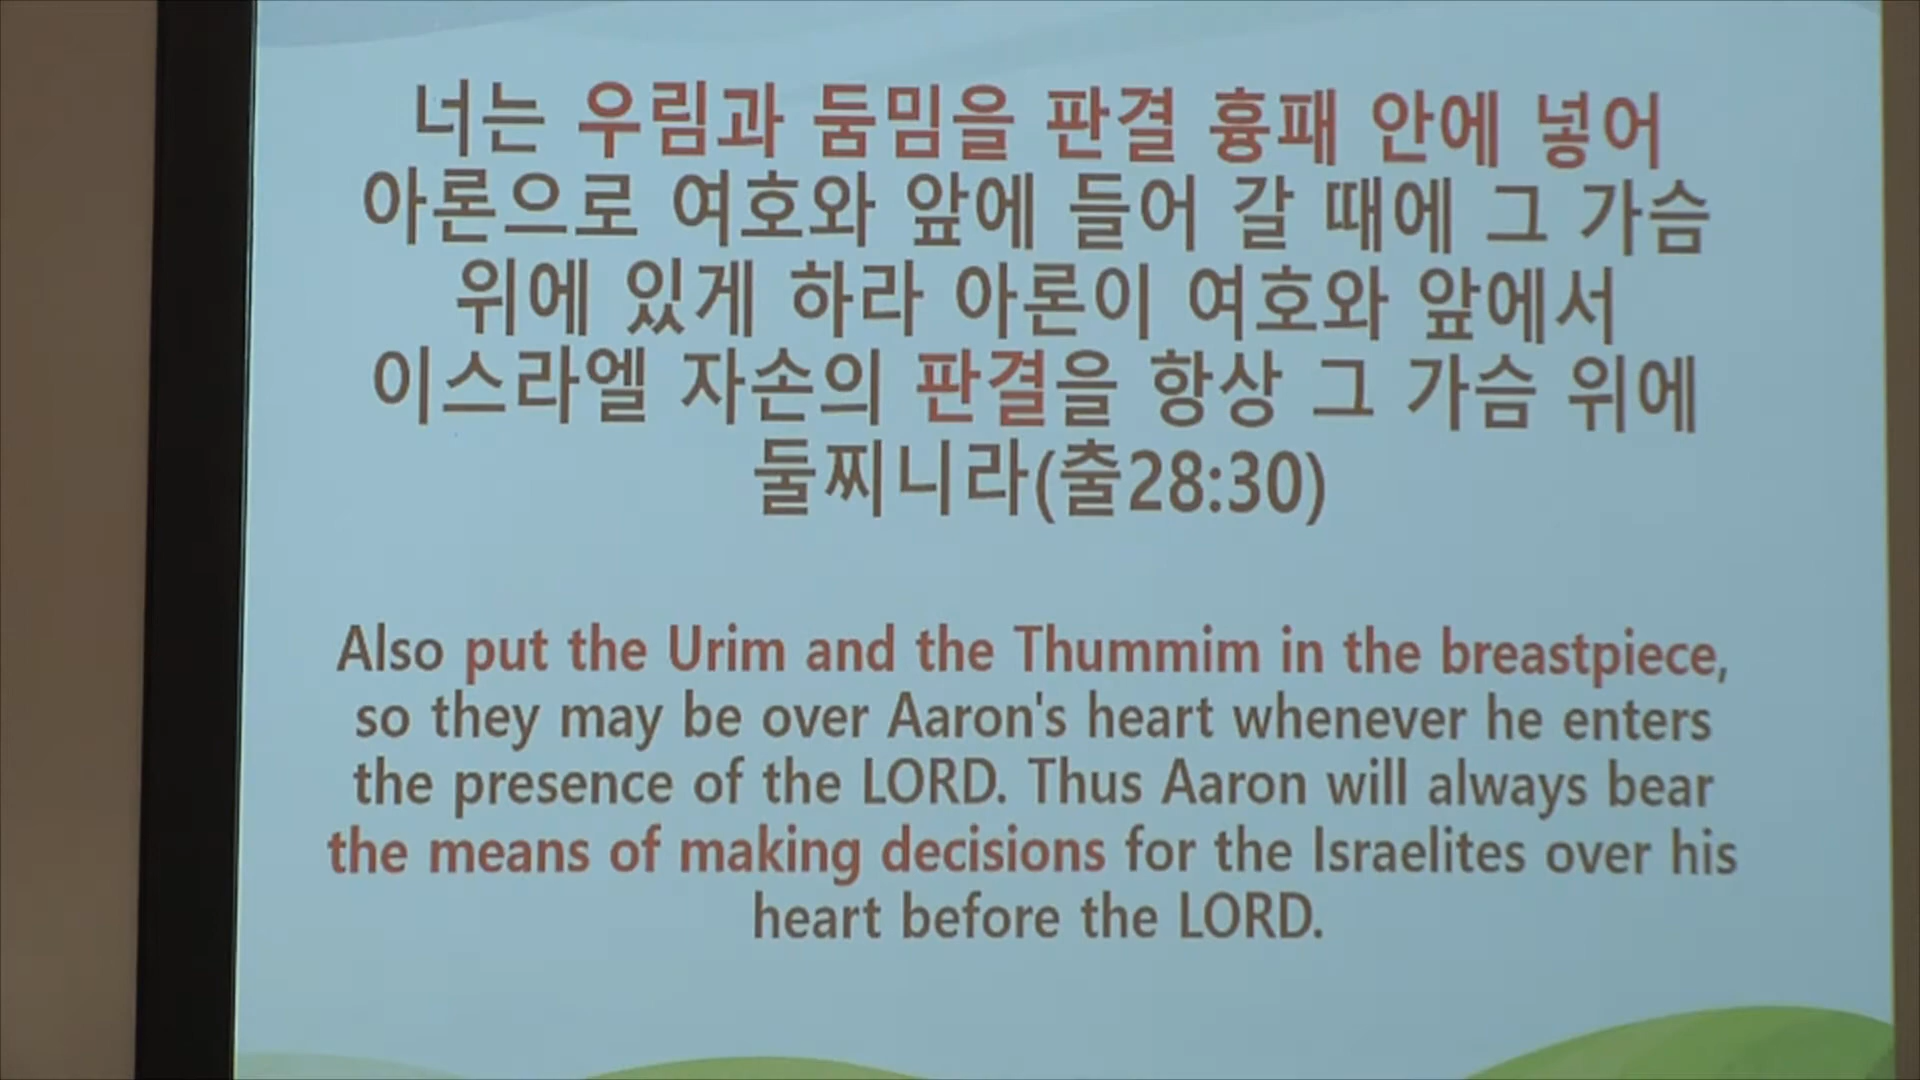 너는 우림과 둠밈을 판결 흉패 안에 넣어
아론으로 여호와 앞에 들어 갈 때에 그 가슴
위에 있게 하라 아론이 여호와 앞에서
이스라엘 자손의 판결을 항상 그 가슴 위에
둘찌니라(출28:30)
Also put the Urim and the Thummim in the breastpiece,
so they may be over Aaron's heart whenever he enters
the presence of the LORD. Thus Aaron will always bear
the means of making decisions for the Israelites over his
heart before the LORD.